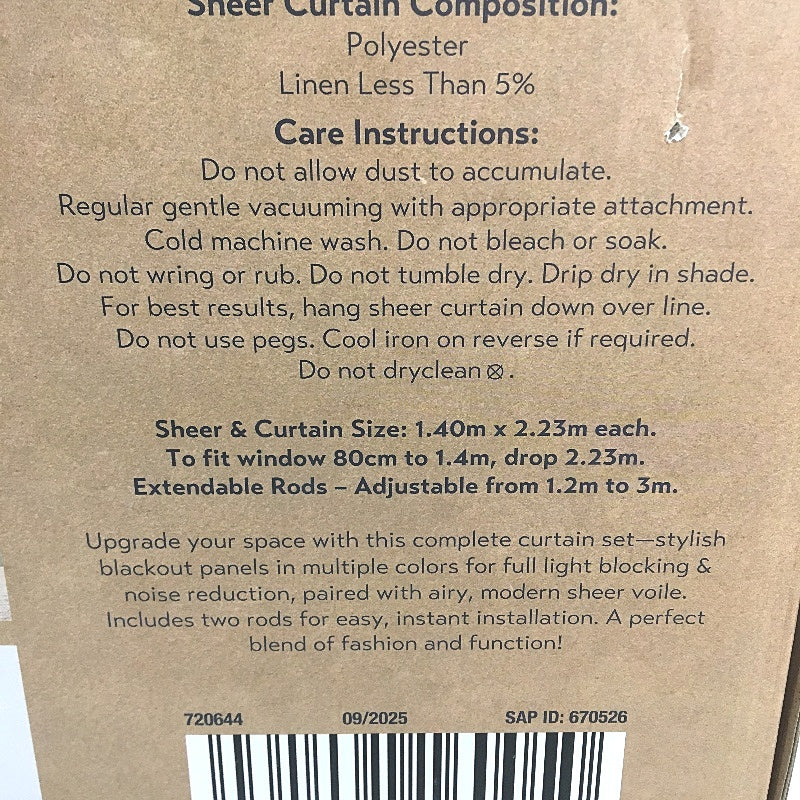 Sheer Curtain Composition:
Polyester
Linen Less Than 5%
Care Instructions:
Do not allow dust to accumulate.
Regular gentle vacuuming with appropriate attachment.
Cold machine wash. Do not bleach or soak.
Do not wring or rub. Do not tumble dry. Drip dry in shade.
For best results, hang sheer curtain down over line.
Do not use pegs. Cool iron on reverse if required.
Do not dryclean ⊗.
Sheer & Curtain Size: 1.40m x 2.23m each.
To fit window 80cm to 1.4m, drop 2.23m.
Extendable Rods – Adjustable from 1.2m to 3m.
Upgrade your space with this complete curtain set—stylish
blackout panels in multiple colors for full light blocking &
noise reduction, paired with airy, modern sheer voile.
Includes two rods for easy, instant installation. A perfect
blend of fashion and function!
720644 09/2025 SAP ID: 670526